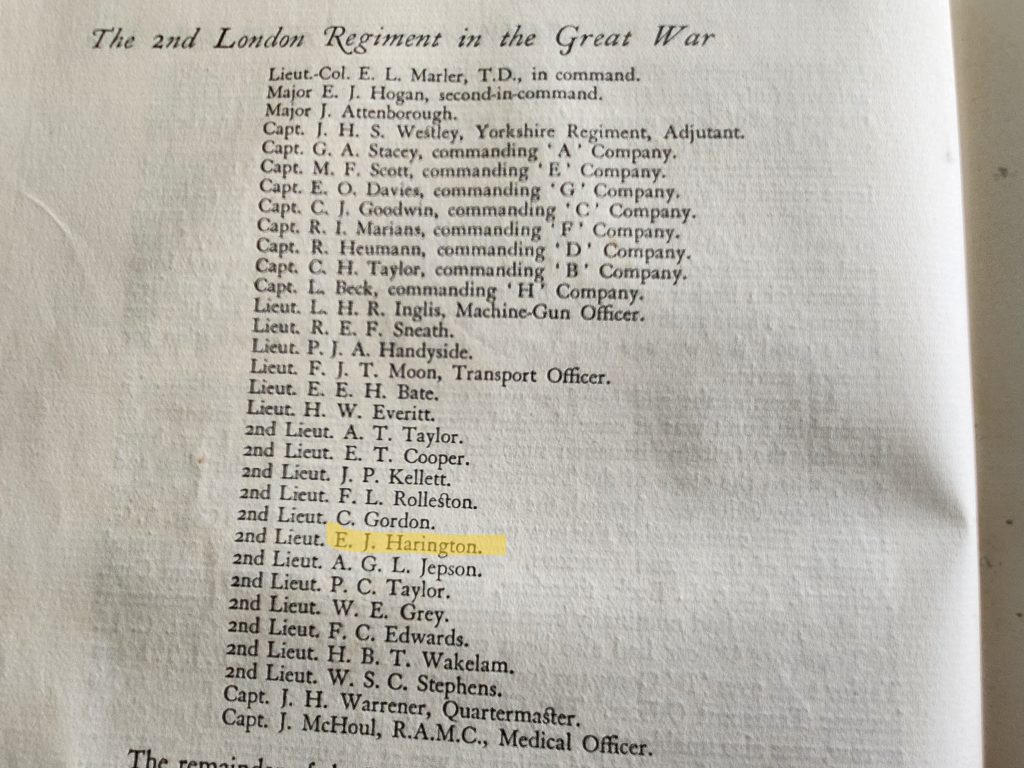 The 2nd London Regiment in the Great War
Lieut.-Col. E. L. Marler, T.D., in command.
Major E. J. Hogan, second-in-command.
Major J. Attenborough.
Capt. J. H. S. Westley, Yorkshire Regiment, Adjutant.
Capt. G. A. Stacey, commanding 'A' Company.
Capt. M. F. Scott, commanding 'E' Company.
Capt. E. O. Davies, commanding 'G' Company.
Capt. C. J. Goodwin, commanding 'C' Company.
Capt. R. I. Marians, commanding 'F' Company.
Capt. R. Heumann, commanding 'D' Company.
Capt. C. H. Taylor, commanding 'B' Company.
Capt. L. Beck, commanding 'H' Company.
Lieut. L. H. R. Inglis, Machine-Gun Officer.
Lieut. R. E. F. Sneath.
Lieut. P. J. A. Handyside.
Lieut. F. J. T. Moon, Transport Officer.
Lieut. E. E. H. Bate.
Lieut. H. W. Everitt.
2nd Lieut. A. T. Taylor.
2nd Lieut. E. T. Cooper.
2nd Lieut. J. P. Kellett.
2nd Lieut. F. L. Rolleston.
2nd Lieut. C. Gordon.
2nd Lieut. E. J. Harington.
2nd Lieut. A. G. L. Jepson.
2nd Lieut. P. C. Taylor.
2nd Lieut. W. E. Grey.
2nd Lieut. F. C. Edwards.
2nd Lieut. H. B. T. Wakelam.
2nd Lieut. W. S. C. Stephens.
Capt. J. H. Warrener, Quartermaster.
Capt. J. McHoul, R.A.M.C., Medical Officer.
The remainder